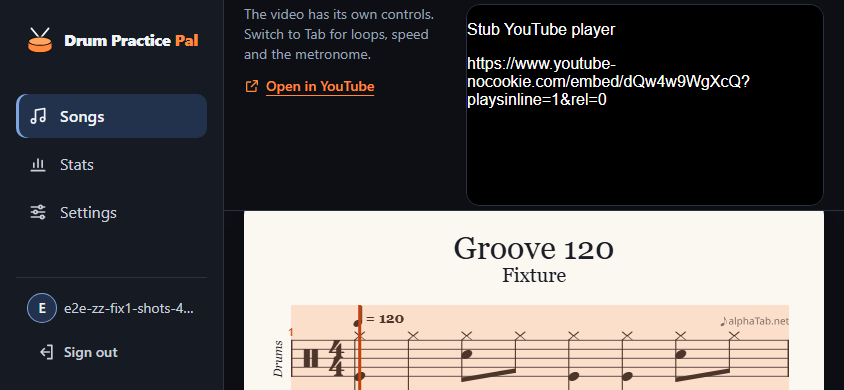 Drum Practice Pal
Songs
Stats
Settings
E
e2e-zz-fix1-shots-4...
Sign out
The video has its own controls.
Switch to Tab for loops, speed
and the metronome.
Open in YouTube
Stub YouTube player
https://www.youtube-
nocookie.com/embed/dQw4w9WgXcQ?
playsinline=1&rel=0
Groove 120
Fixture
= 120
alphaTab.net
1
Drums
4
4